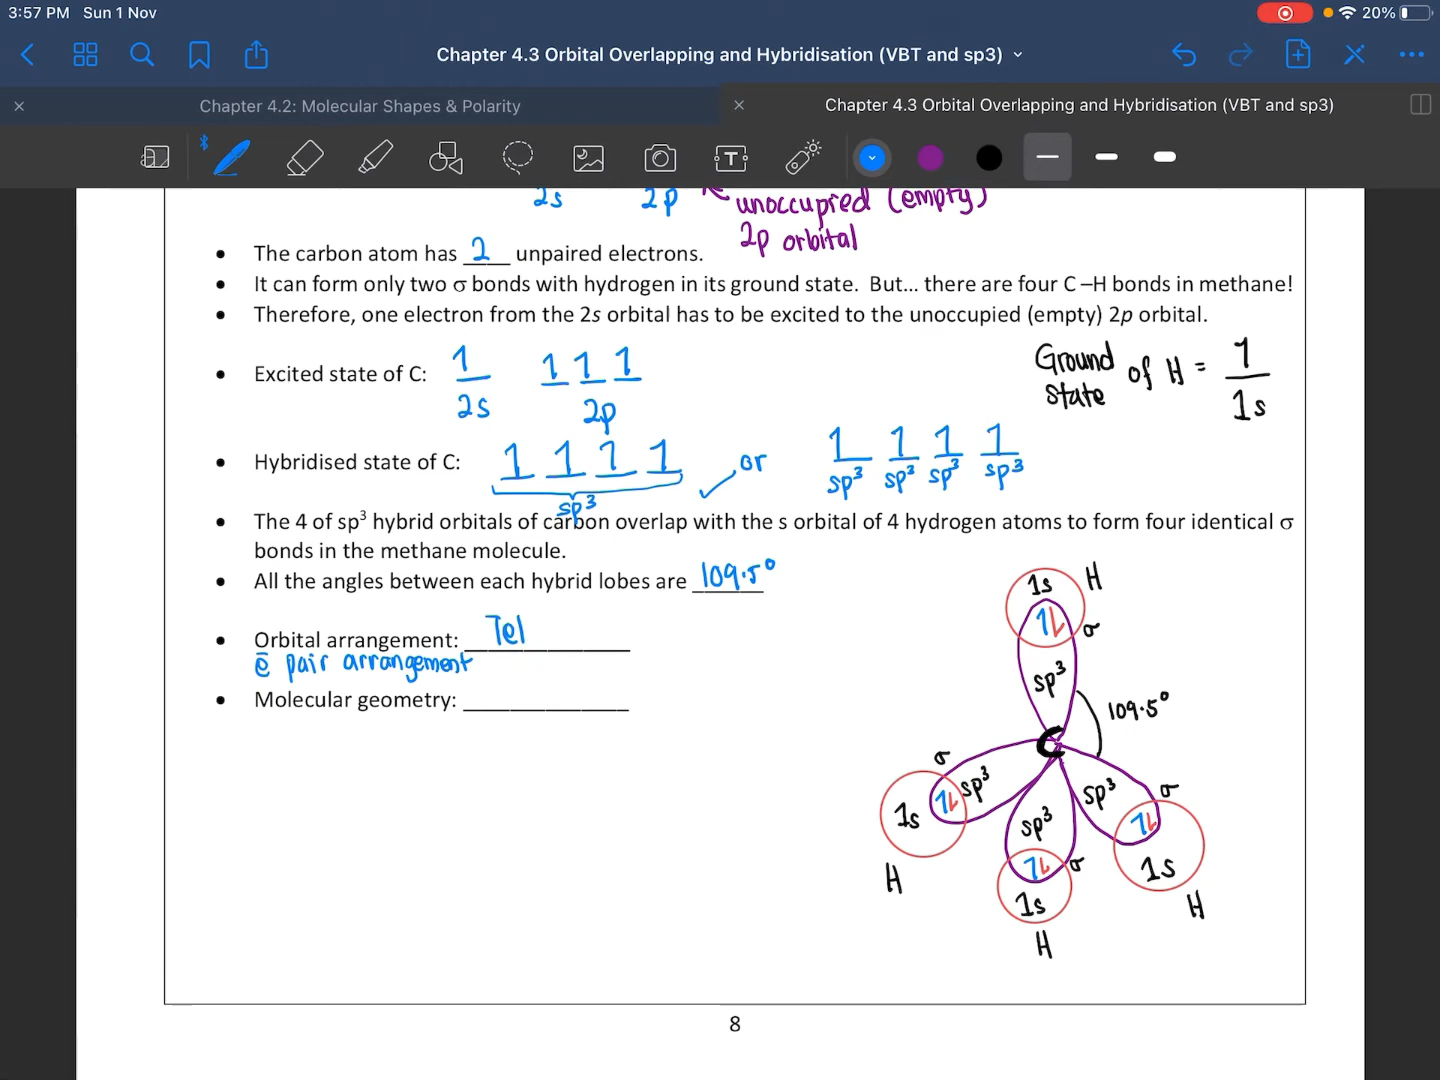 3:57 PM Sun 1 Nov
20%
Chapter 4.3 Orbital Overlapping and Hybridisation (VBT and sp3)
Chapter 4.2: Molecular Shapes & Polarity
Chapter 4.3 Orbital Overlapping and Hybridisation (VBT and sp3)
T
2s 2p unoccupied (empty)
2p orbital
• The carbon atom has 2 unpaired electrons.
• It can form only two σ bonds with hydrogen in its ground state. But... there are four C –H bonds in methane!
• Therefore, one electron from the 2s orbital has to be excited to the unoccupied (empty) 2p orbital.
• Excited state of C: 1 1 1 1
2s 2p
Ground state of H = 1
1s
• Hybridised state of C: 1 1 1 1 or 1 1 1 1
sp³ sp³ sp³ sp³ sp³
• The 4 of sp³ hybrid orbitals of carbon overlap with the s orbital of 4 hydrogen atoms to form four identical σ
bonds in the methane molecule.
• All the angles between each hybrid lobes are 109.5°
• Orbital arrangement: Tel
ē pair arrangement
• Molecular geometry:
1s H
1L σ
sp³
109.5°
C
σ sp³ sp³ sp³ σ
1s 1L 1L
1L σ 1s
H 1s H
H
8